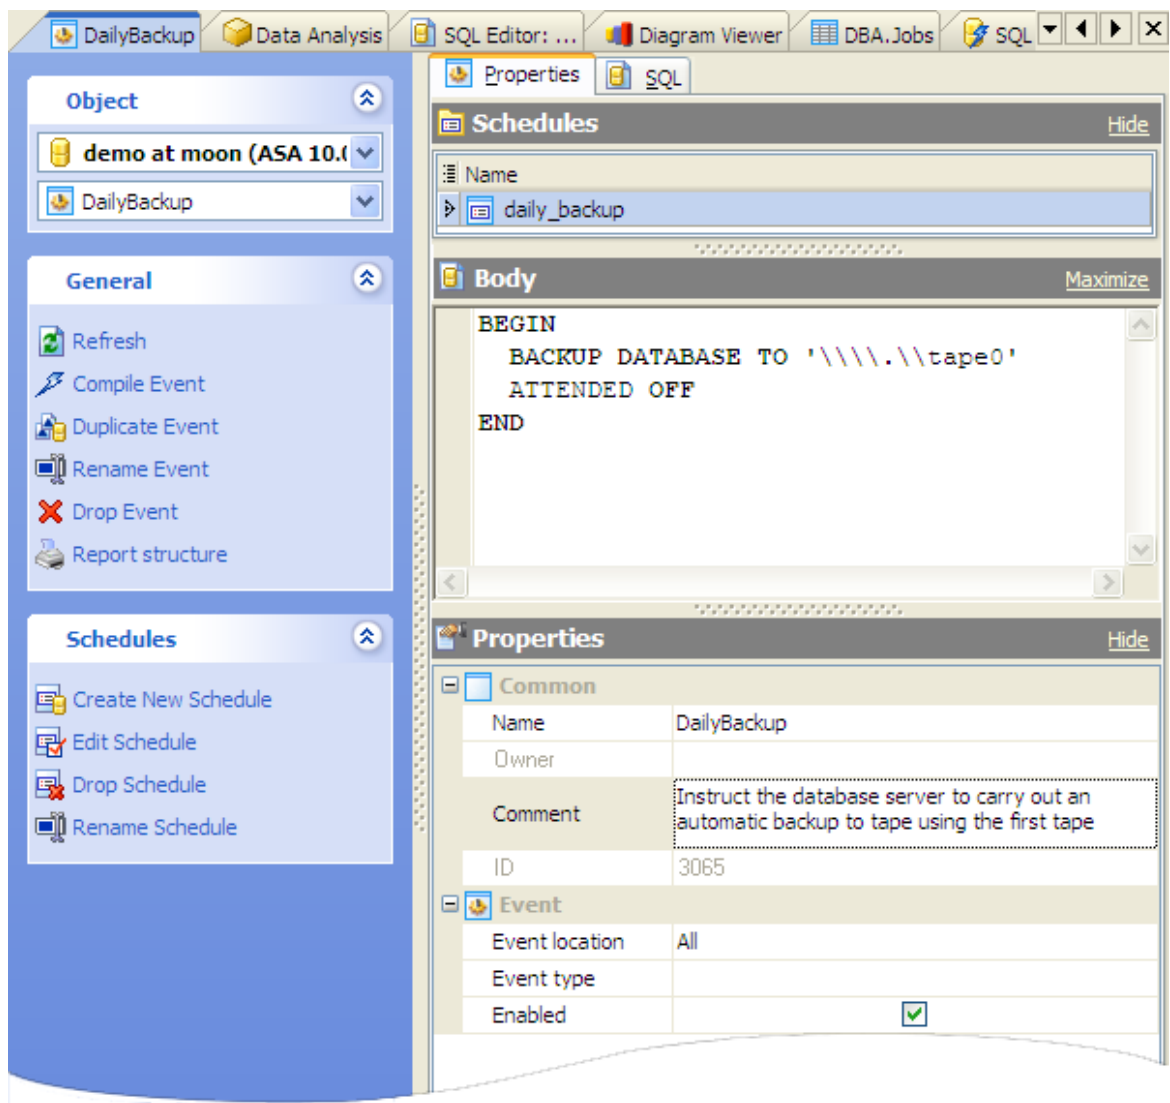 DailyBackup Data Analysis SQL Editor: ... Diagram Viewer DBA.Jobs SQL
Object
demo at moon (ASA 10.(
DailyBackup
General
Refresh
Compile Event
Duplicate Event
Rename Event
Drop Event
Report structure
Schedules
Create New Schedule
Edit Schedule
Drop Schedule
Rename Schedule
Properties SQL
Schedules Hide
Name
daily_backup
Body Maximize
BEGIN
BACKUP DATABASE TO '\\\\.\\tape0'
ATTENDED OFF
END
Properties Hide
Common
Name DailyBackup
Owner
Comment Instruct the database server to carry out an
automatic backup to tape using the first tape
ID 3065
Event
Event location All
Event type
Enabled